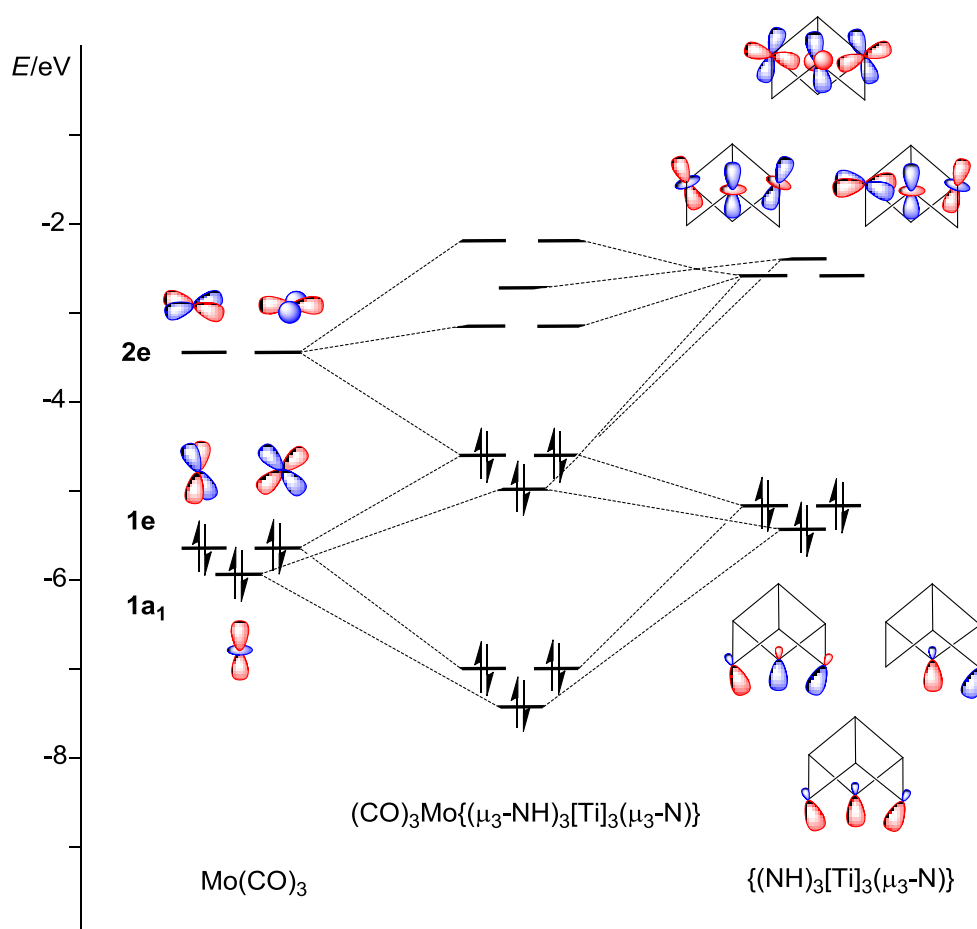 E/eV
-2
2e
-4
1e
-6
1a₁
-8
(CO)₃Mo{(μ₃-NH)₃[Ti]₃(μ₃-N)}
Mo(CO)₃
{(NH)₃[Ti]₃(μ₃-N)}